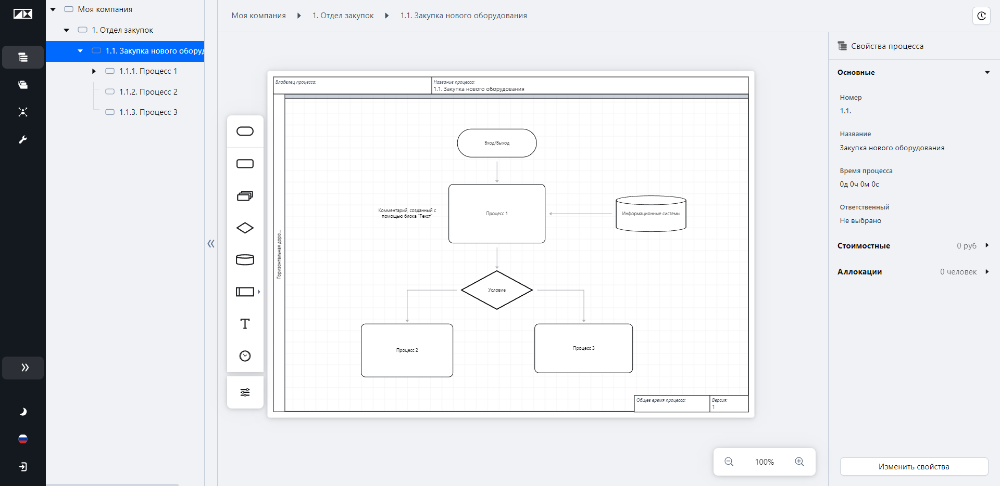 Моя компания
1. Отдел закупок
1.1. Закупка нового оборуд
1.1.1. Процесс 1
1.1.2. Процесс 2
1.1.3. Процесс 3
Моя компания
1. Отдел закупок
1.1. Закупка нового оборудования
Владелец процесса:
Название процесса:
1.1. Закупка нового оборудования
Горизонтальная доро...
Вход/Выход
Комментарий, созданный с
помощью блока "Текст"
Процесс 1
Информационные системы
Условие
Процесс 2
Процесс 3
Общее время процесса:
Версия:
1
100%
Свойства процесса
Основные
Номер
1.1.
Название
Закупка нового оборудования
Время процесса
0д 0ч 0м 0с
Ответственный
Не выбрано
Стоимостные 0 руб
Аллокации 0 человек
Изменить свойства